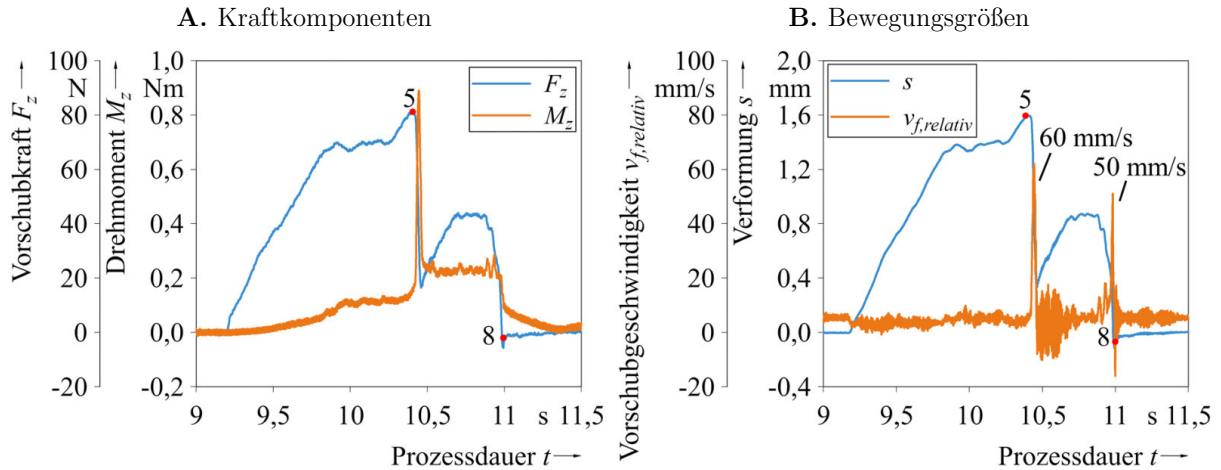 A. Kraftkomponenten
Vorschubkraft F_z
Drehmoment M_z
100
N
80
60
40
20
0
-20
1,0
Nm
0,8
0,6
0,4
0,2
0,0
-0,2
F_z
M_z
5
8
9 9,5 10 10,5 11 s 11,5
Prozessdauer t
B. Bewegungsgrößen
Vorschubgeschwindigkeit v_f,relativ
Verformung s
100
mm/s
80
60
40
20
0
-20
2,0
mm
1,6
1,2
0,8
0,4
0,0
-0,4
s
v_f,relativ
5
60 mm/s
50 mm/s
8
9 9,5 10 10,5 11 s 11,5
Prozessdauer t